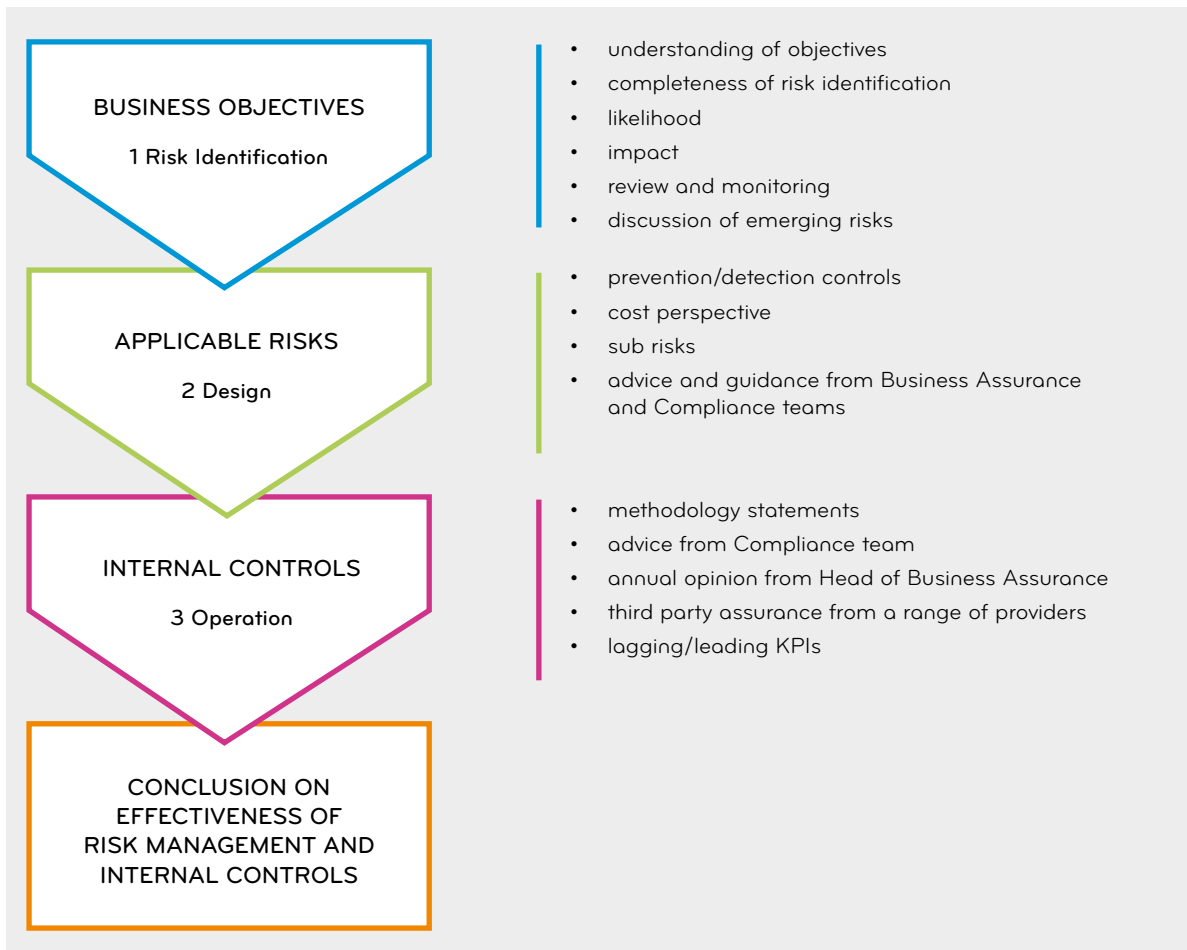 BUSINESS OBJECTIVES
1 Risk Identification
• understanding of objectives
• completeness of risk identification
• likelihood
• impact
• review and monitoring
• discussion of emerging risks
APPLICABLE RISKS
2 Design
• prevention/detection controls
• cost perspective
• sub risks
• advice and guidance from Business Assurance
and Compliance teams
INTERNAL CONTROLS
3 Operation
• methodology statements
• advice from Compliance team
• annual opinion from Head of Business Assurance
• third party assurance from a range of providers
• lagging/leading KPIs
CONCLUSION ON
EFFECTIVENESS OF
RISK MANAGEMENT AND
INTERNAL CONTROLS